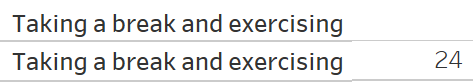 Taking a break and exercising
Taking a break and exercising 24